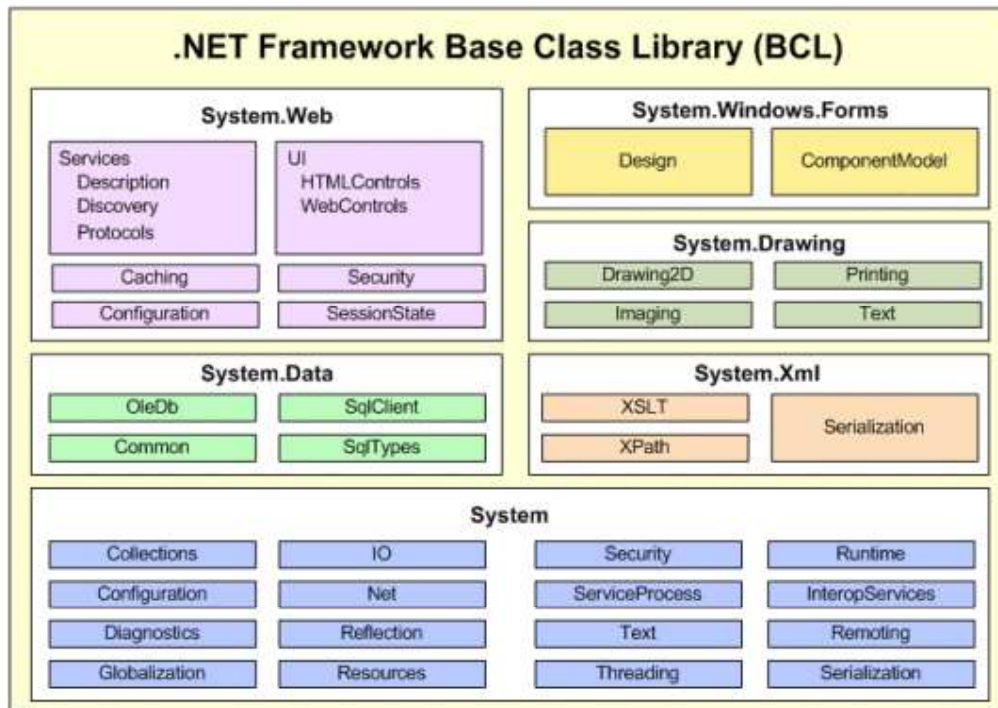 .NET Framework Base Class Library (BCL)
System.Web
Services
Description
Discovery
Protocols
UI
HTMLControls
WebControls
Caching
Security
Configuration
SessionState
System.Windows.Forms
Design
ComponentModel
System.Drawing
Drawing2D
Printing
Imaging
Text
System.Data
OleDb
SqlClient
Common
SqlTypes
System.Xml
XSLT
XPath
Serialization
System
Collections
IO
Security
Runtime
Configuration
Net
ServiceProcess
InteropServices
Diagnostics
Reflection
Text
Remoting
Globalization
Resources
Threading
Serialization